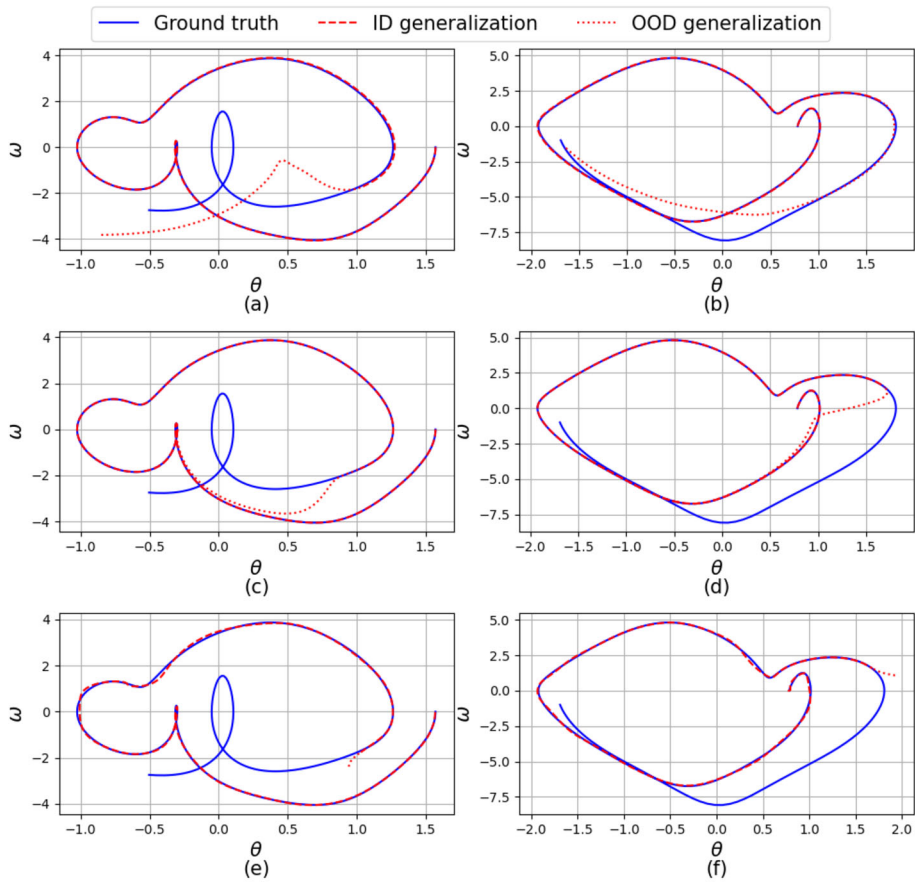 Ground truth ID generalization OOD generalization
4
2
0
−2
−4
ω
−1.0 −0.5 0.0 0.5 1.0 1.5
θ
(a)
5.0
2.5
0.0
−2.5
−5.0
−7.5
ω
−2.0 −1.5 −1.0 −0.5 0.0 0.5 1.0 1.5
θ
(b)
4
2
0
−2
−4
ω
−1.0 −0.5 0.0 0.5 1.0 1.5
θ
(c)
5.0
2.5
0.0
−2.5
−5.0
−7.5
ω
−2.0 −1.5 −1.0 −0.5 0.0 0.5 1.0 1.5
θ
(d)
4
2
0
−2
−4
ω
−1.0 −0.5 0.0 0.5 1.0 1.5
θ
(e)
5.0
2.5
0.0
−2.5
−5.0
−7.5
ω
−2.0 −1.5 −1.0 −0.5 0.0 0.5 1.0 1.5 2.0
θ
(f)